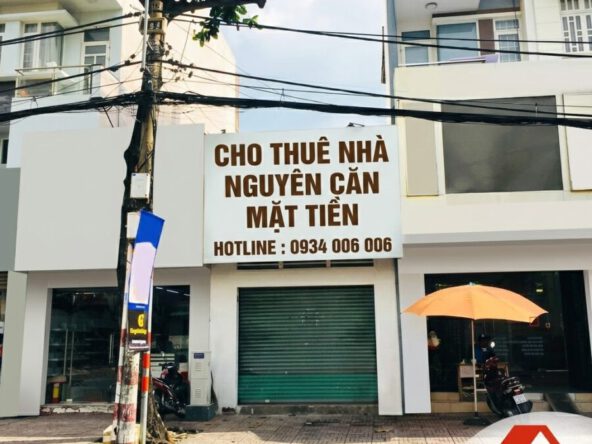 CHO THUÊ NHÀ
NGUYÊN CĂN
MẶT TIỀN
HOTLINE : 0934 006 006